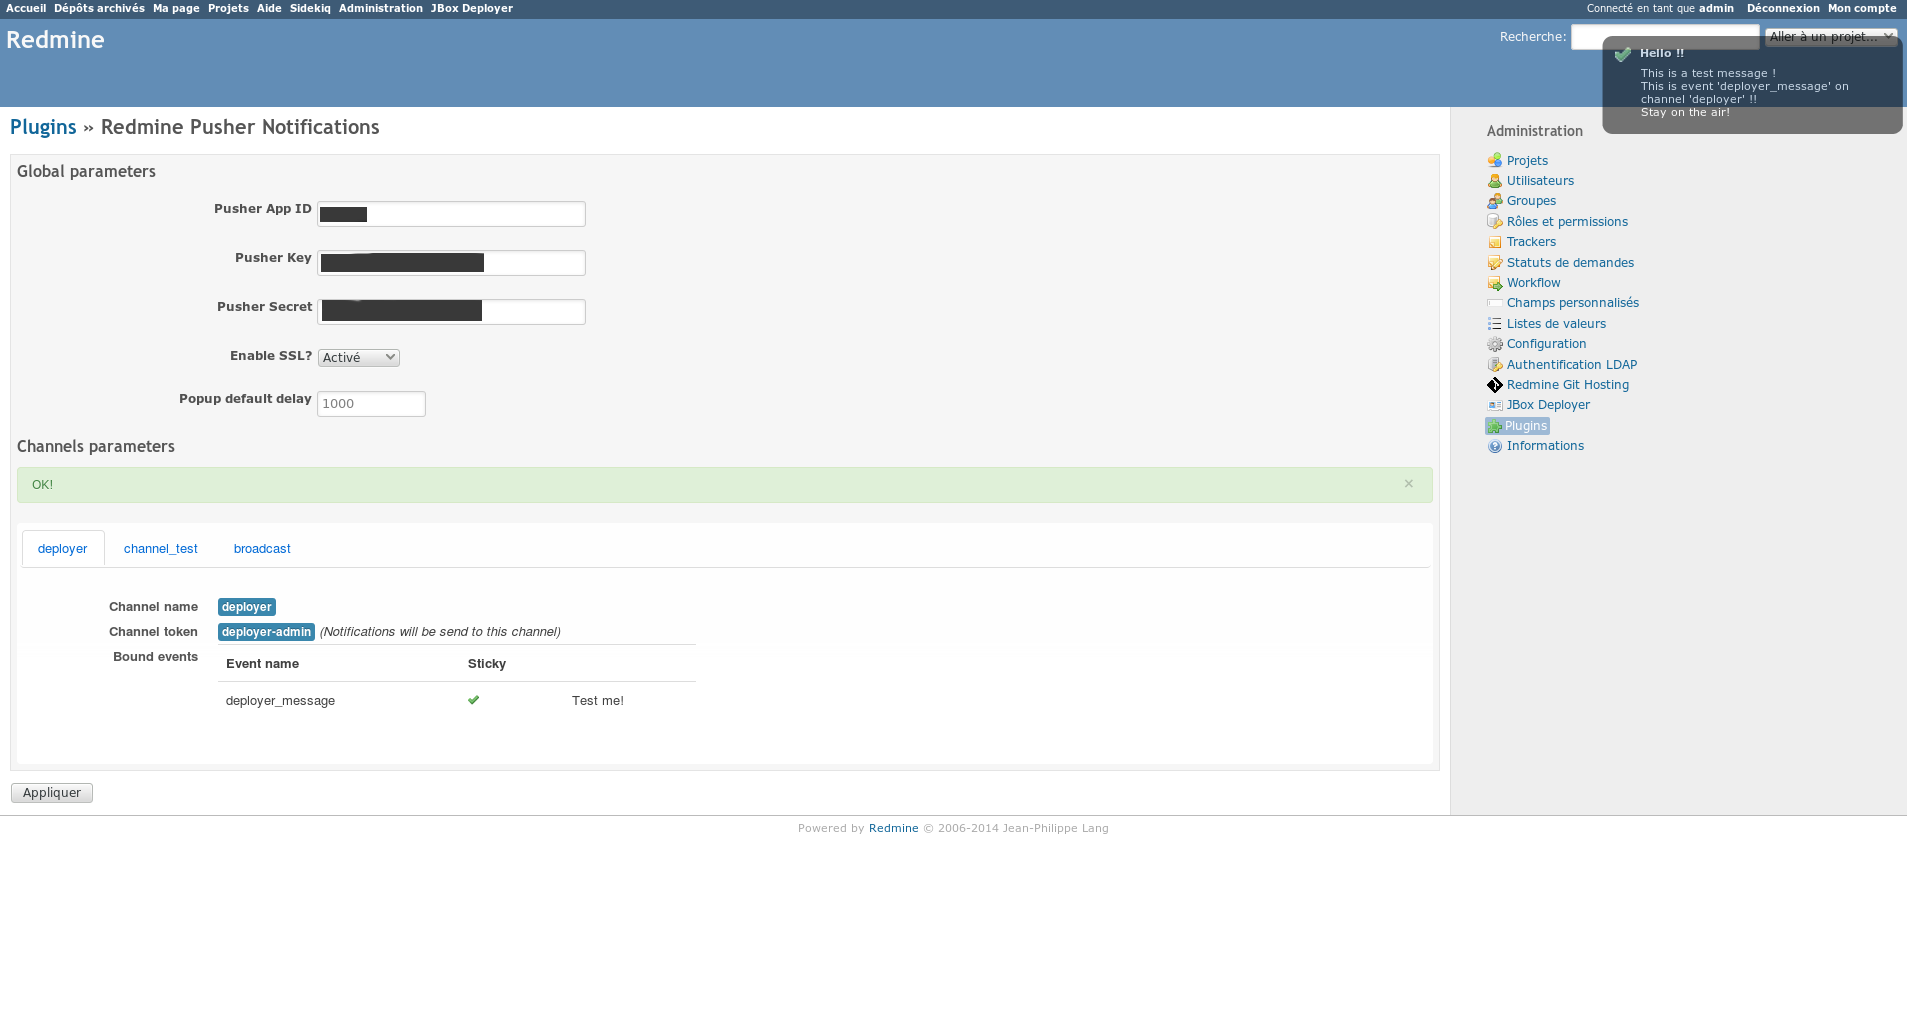 Accueil Dépôts archivés Ma page Projets Aide Sidekiq Administration JBox Deployer
Connecté en tant que admin Déconnexion Mon compte
Redmine
Recherche:
Aller à un projet...
Hello !!
This is a test message !
This is event 'deployer_message' on
channel 'deployer' !!
Stay on the air!
Plugins » Redmine Pusher Notifications
Global parameters
Pusher App ID
Pusher Key
Pusher Secret
Enable SSL? Activé
Popup default delay 1000
Channels parameters
OK! ×
deployer channel_test broadcast
Channel name deployer
Channel token deployer-admin (Notifications will be send to this channel)
Bound events
Event name Sticky
deployer_message Test me!
Appliquer
Administration
Projets
Utilisateurs
Groupes
Rôles et permissions
Trackers
Statuts de demandes
Workflow
Champs personnalisés
Listes de valeurs
Configuration
Authentification LDAP
Redmine Git Hosting
JBox Deployer
Plugins
Informations
Powered by Redmine © 2006-2014 Jean-Philippe Lang